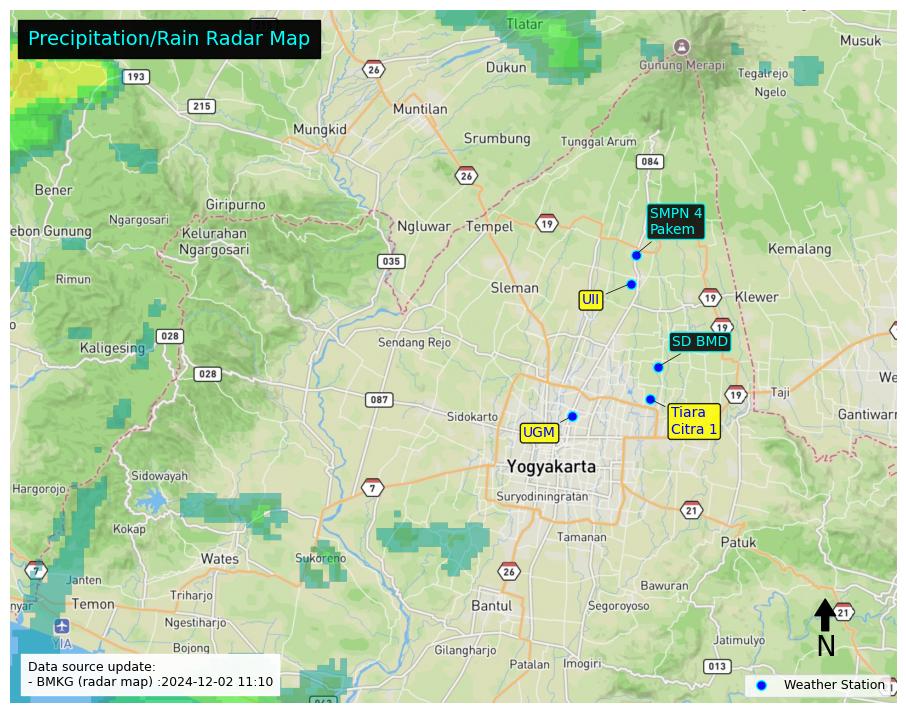 Precipitation/Rain Radar Map
Tlatar
Musuk
26
Dukun
Gunung Merapi
Tegalrejo
193
Ngelo
215
Muntilan
Mungkid
Srumbung
Tunggal Arum
084
26
Bener
Giripurno
SMPN 4
Pakem
Ngargosari
Ngluwar
Tempel
19
ebon Gunung
Kelurahan
Ngargosari
Kemalang
035
Rimun
Sleman
UII
19
Klewer
19
028
Kaligesing
Sendang Rejo
SD BMD
028
We
087
19
Taji
Sidokarto
Tiara
Citra 1
Gantiwarn
UGM
Yogyakarta
Sidowayah
Hargorojo
7
Suryodiningratan
21
Kokap
Tamanan
Patuk
Wates
Sukoreno
7
Janten
26
Bawuran
Triharjo
nyar
Temon
Bantul
Segoroyoso
21
Ngestiharjo
YIA
Bojong
Gilangharjo
Jatimulyo
N
Data source update:
- BMKG (radar map) :2024-12-02 11:10
Patalan
Imogiri
013
Weather Station